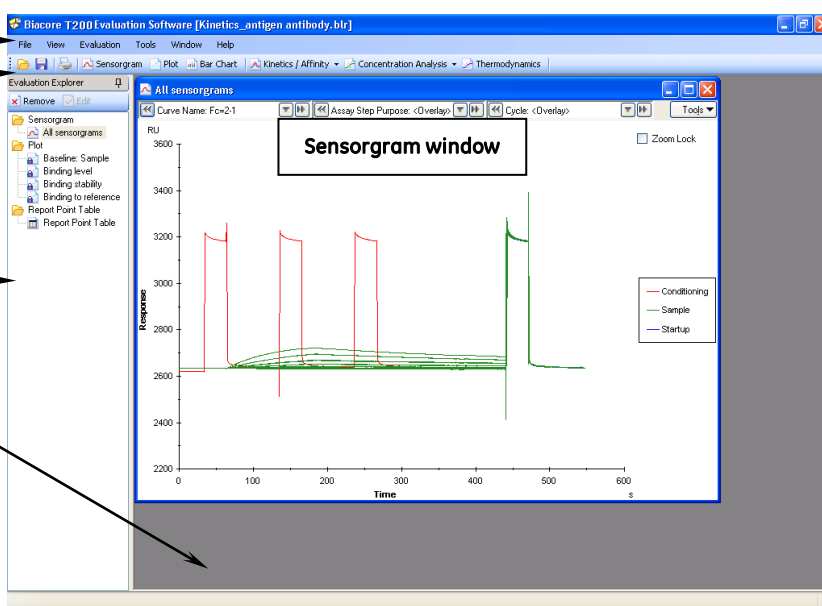 Biacore T200 Evaluation Software [Kinetics_antigen antibody.blr]
File View Evaluation Tools Window Help
Sensorgram Plot Bar Chart Kinetics / Affinity Concentration Analysis Thermodynamics
Evaluation Explorer
Remove Edit
Sensorgram
All sensorgrams
Plot
Baseline: Sample
Binding level
Binding stability
Binding to reference
Report Point Table
Report Point Table
All sensorgrams
Curve Name: Fc=2-1 Assay Step Purpose: <Overlay> Cycle: <Overlay> Tools
Sensorgram window
Zoom Lock
RU
3600
3400
3200
3000
2800
2600
2400
2200
Response
0 100 200 300 400 500 600
Time
s
Conditioning
Sample
Startup